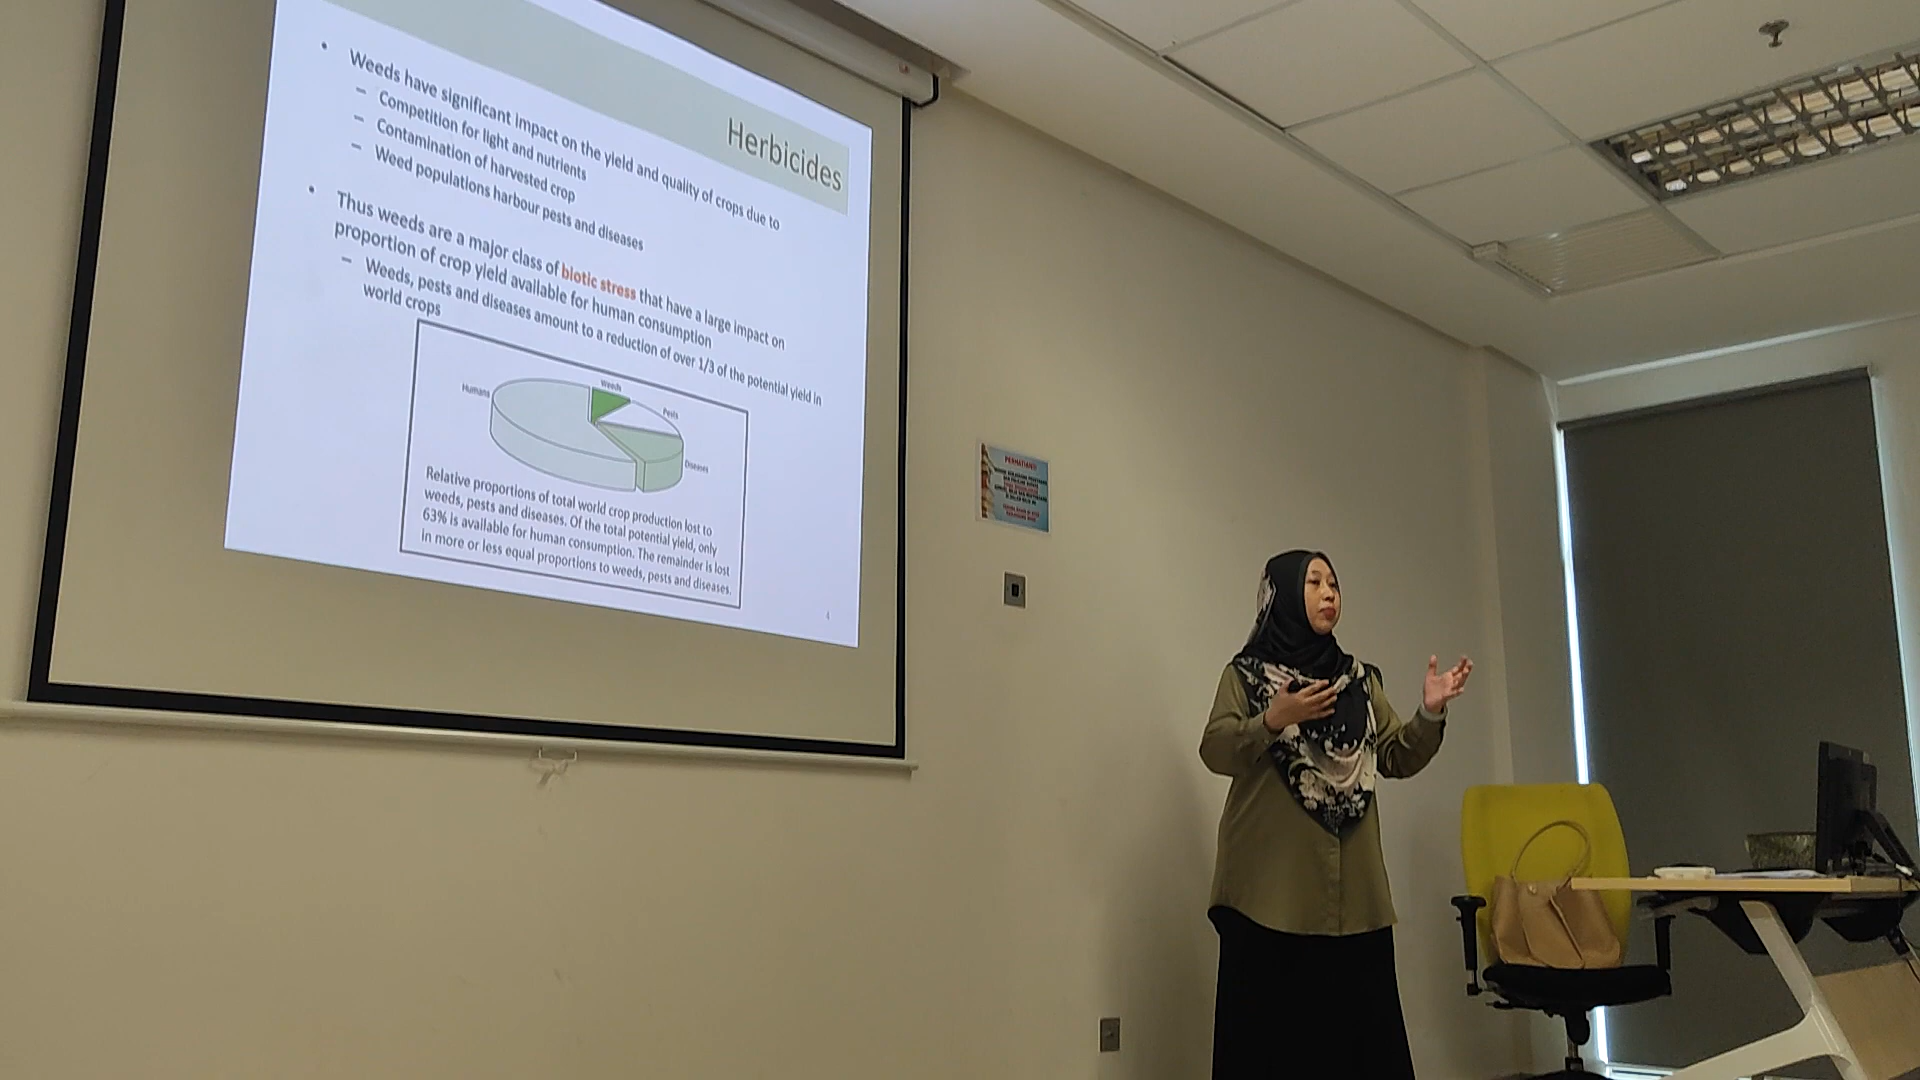 Herbicides
• Weeds have significant impact on the yield and quality of crops due to
– Competition for light and nutrients
– Contamination of harvested crop
– Weed populations harbour pests and diseases
• Thus weeds are a major class of biotic stress that have a large impact on
proportion of crop yield available for human consumption
– Weeds, pests and diseases amount to a reduction of over 1/3 of the potential yield in
world crops
Humans
Weeds
Pests
Diseases
Relative proportions of total world crop production lost to
weeds, pests and diseases. Of the total potential yield, only
63% is available for human consumption. The remainder is lost
in more or less equal proportions to weeds, pests and diseases.
4